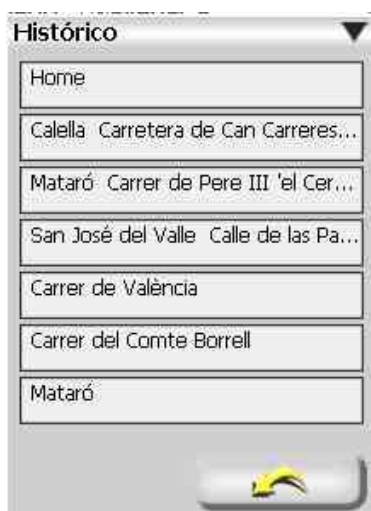 Histórico
Home
Calella Carretera de Can Carreres...
Mataró Carrer de Pere III 'el Cer...
San José del Valle Calle de las Pa...
Carrer de València
Carrer del Comte Borrell
Mataró